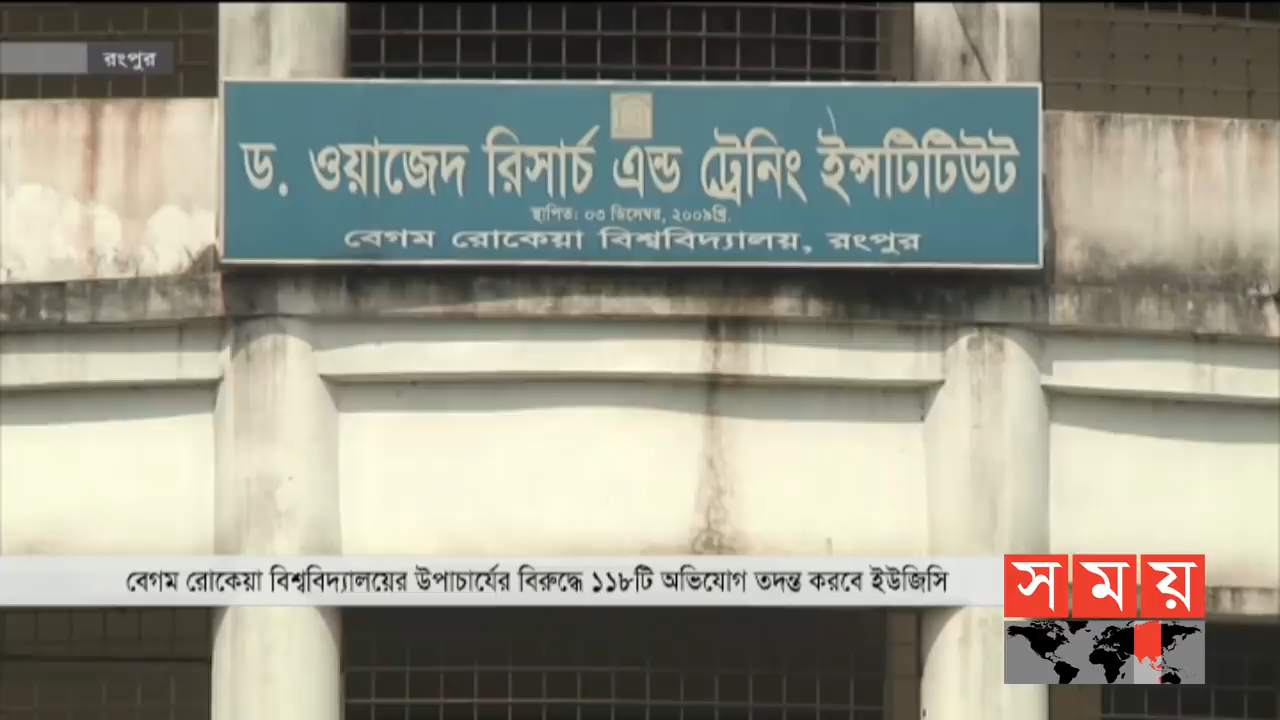 রংপুর
ড. ওয়াজেদ রিসার্চ এন্ড ট্রেনিং ইন্সটিটিউট
স্থাপিত: ০৩ ডিসেম্বর, ২০০৯খ্রি.
বেগম রোকেয়া বিশ্ববিদ্যালয়, রংপুর
বেগম রোকেয়া বিশ্ববিদ্যালয়ের উপাচার্যের বিরুদ্ধে ১১৮টি অভিযোগ তদন্ত করবে ইউজিসি
সময়